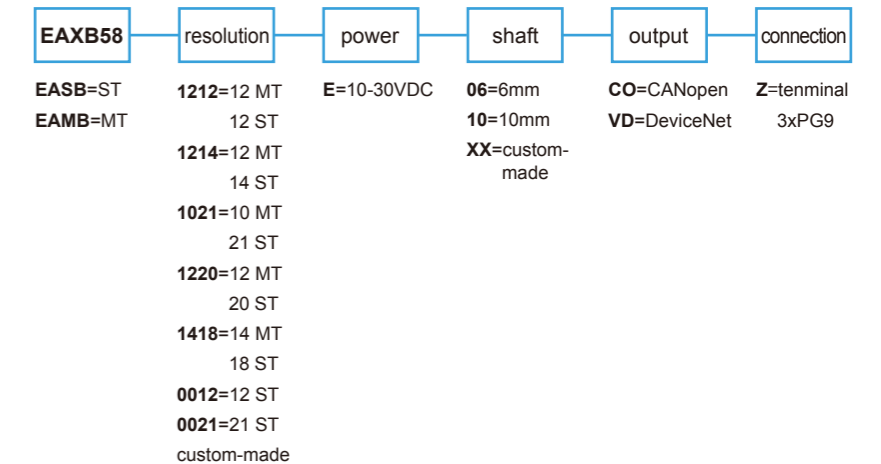 EAXB58
resolution
power
shaft
output
connection
EASB=ST
EAMB=MT
1212=12 MT
12 ST
1214=12 MT
14 ST
1021=10 MT
21 ST
1220=12 MT
20 ST
1418=14 MT
18 ST
0012=12 ST
0021=21 ST
custom-made
E=10-30VDC
06=6mm
10=10mm
XX=custom-
made
CO=CANopen
VD=DeviceNet
Z=tenminal
3xPG9